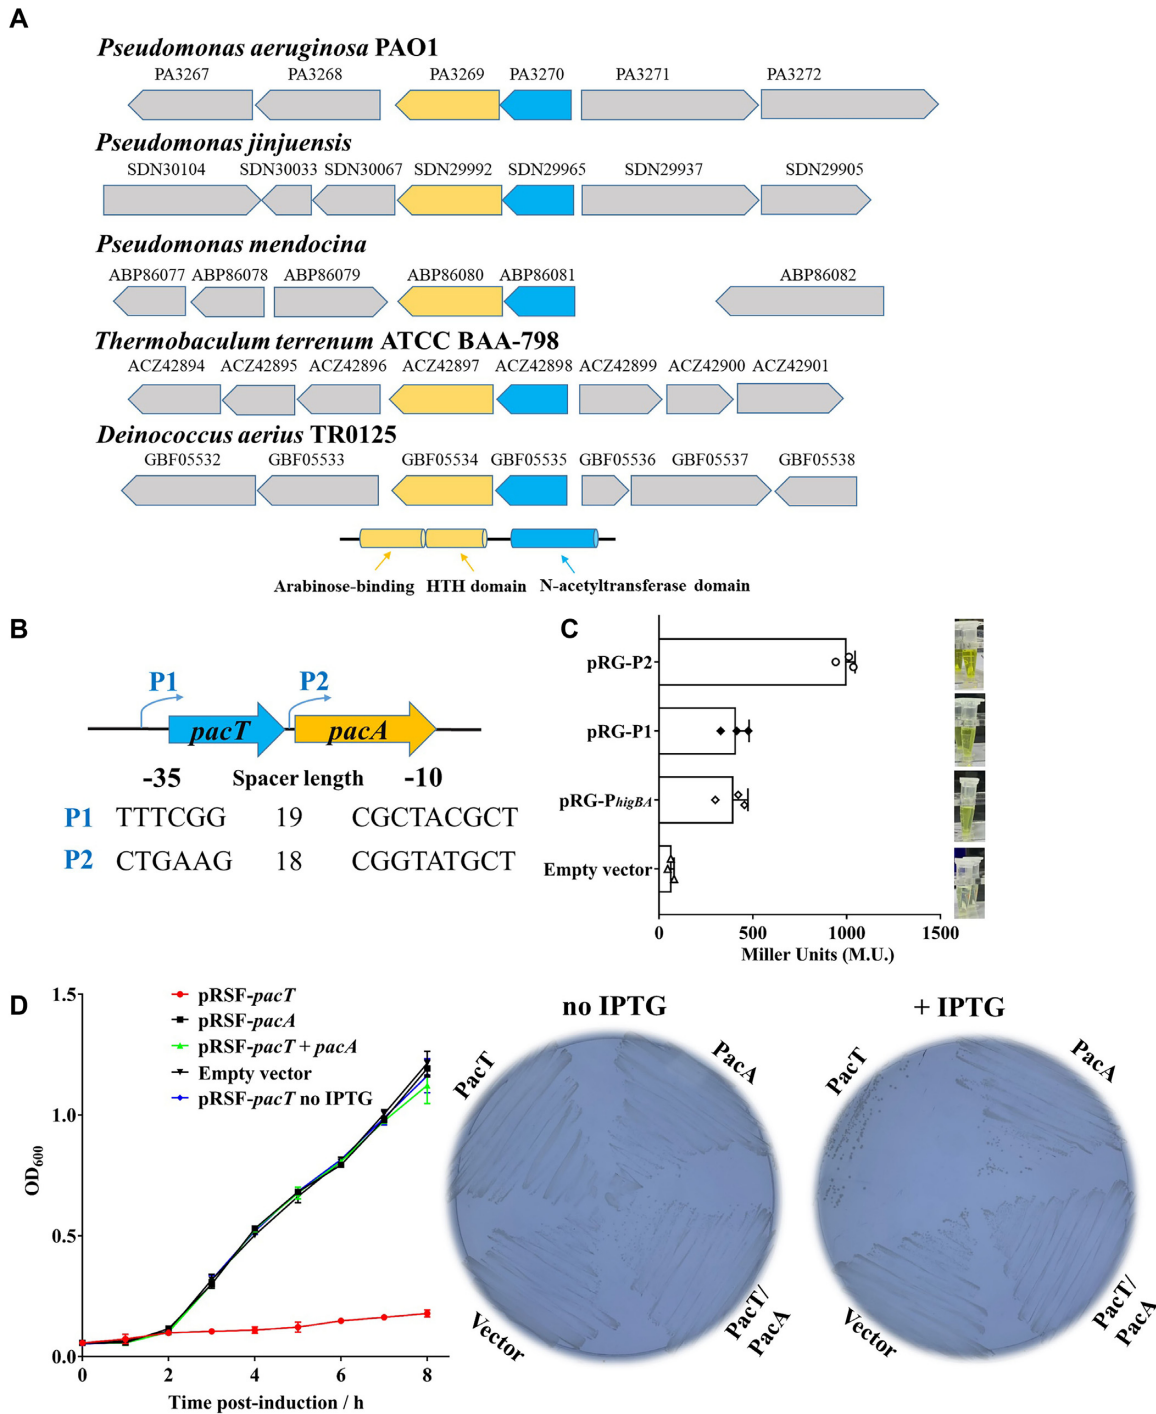 A
Pseudomonas aeruginosa PAO1
PA3267 PA3268 PA3269 PA3270 PA3271 PA3272
Pseudomonas jinjuensis
SDN30104 SDN30033 SDN30067 SDN29992 SDN29965 SDN29937 SDN29905
Pseudomonas mendocina
ABP86077 ABP86078 ABP86079 ABP86080 ABP86081 ABP86082
Thermobaculum terrenum ATCC BAA-798
ACZ42894 ACZ42895 ACZ42896 ACZ42897 ACZ42898 ACZ42899 ACZ42900 ACZ42901
Deinococcus aerius TR0125
GBF05532 GBF05533 GBF05534 GBF05535 GBF05536 GBF05537 GBF05538
Arabinose-binding HTH domain N-acetyltransferase domain
B
P1 P2
pacT pacA
-35 Spacer length -10
P1 TTTCGG 19 CGCTACGCT
P2 CTGAAG 18 CGGTATGCT
C
pRG-P2
pRG-P1
pRG-PhigBA
Empty vector
0 500 1000 1500
Miller Units (M.U.)
D
pRSF-pacT
pRSF-pacA
pRSF-pacT + pacA
Empty vector
pRSF-pacT no IPTG
1.5
1.0
0.5
0.0
OD600
0 2 4 6 8
Time post-induction / h
no IPTG
PacT
PacA
Vector
PacT/
PacA
+ IPTG
PacT
PacA
Vector
PacT/
PacA